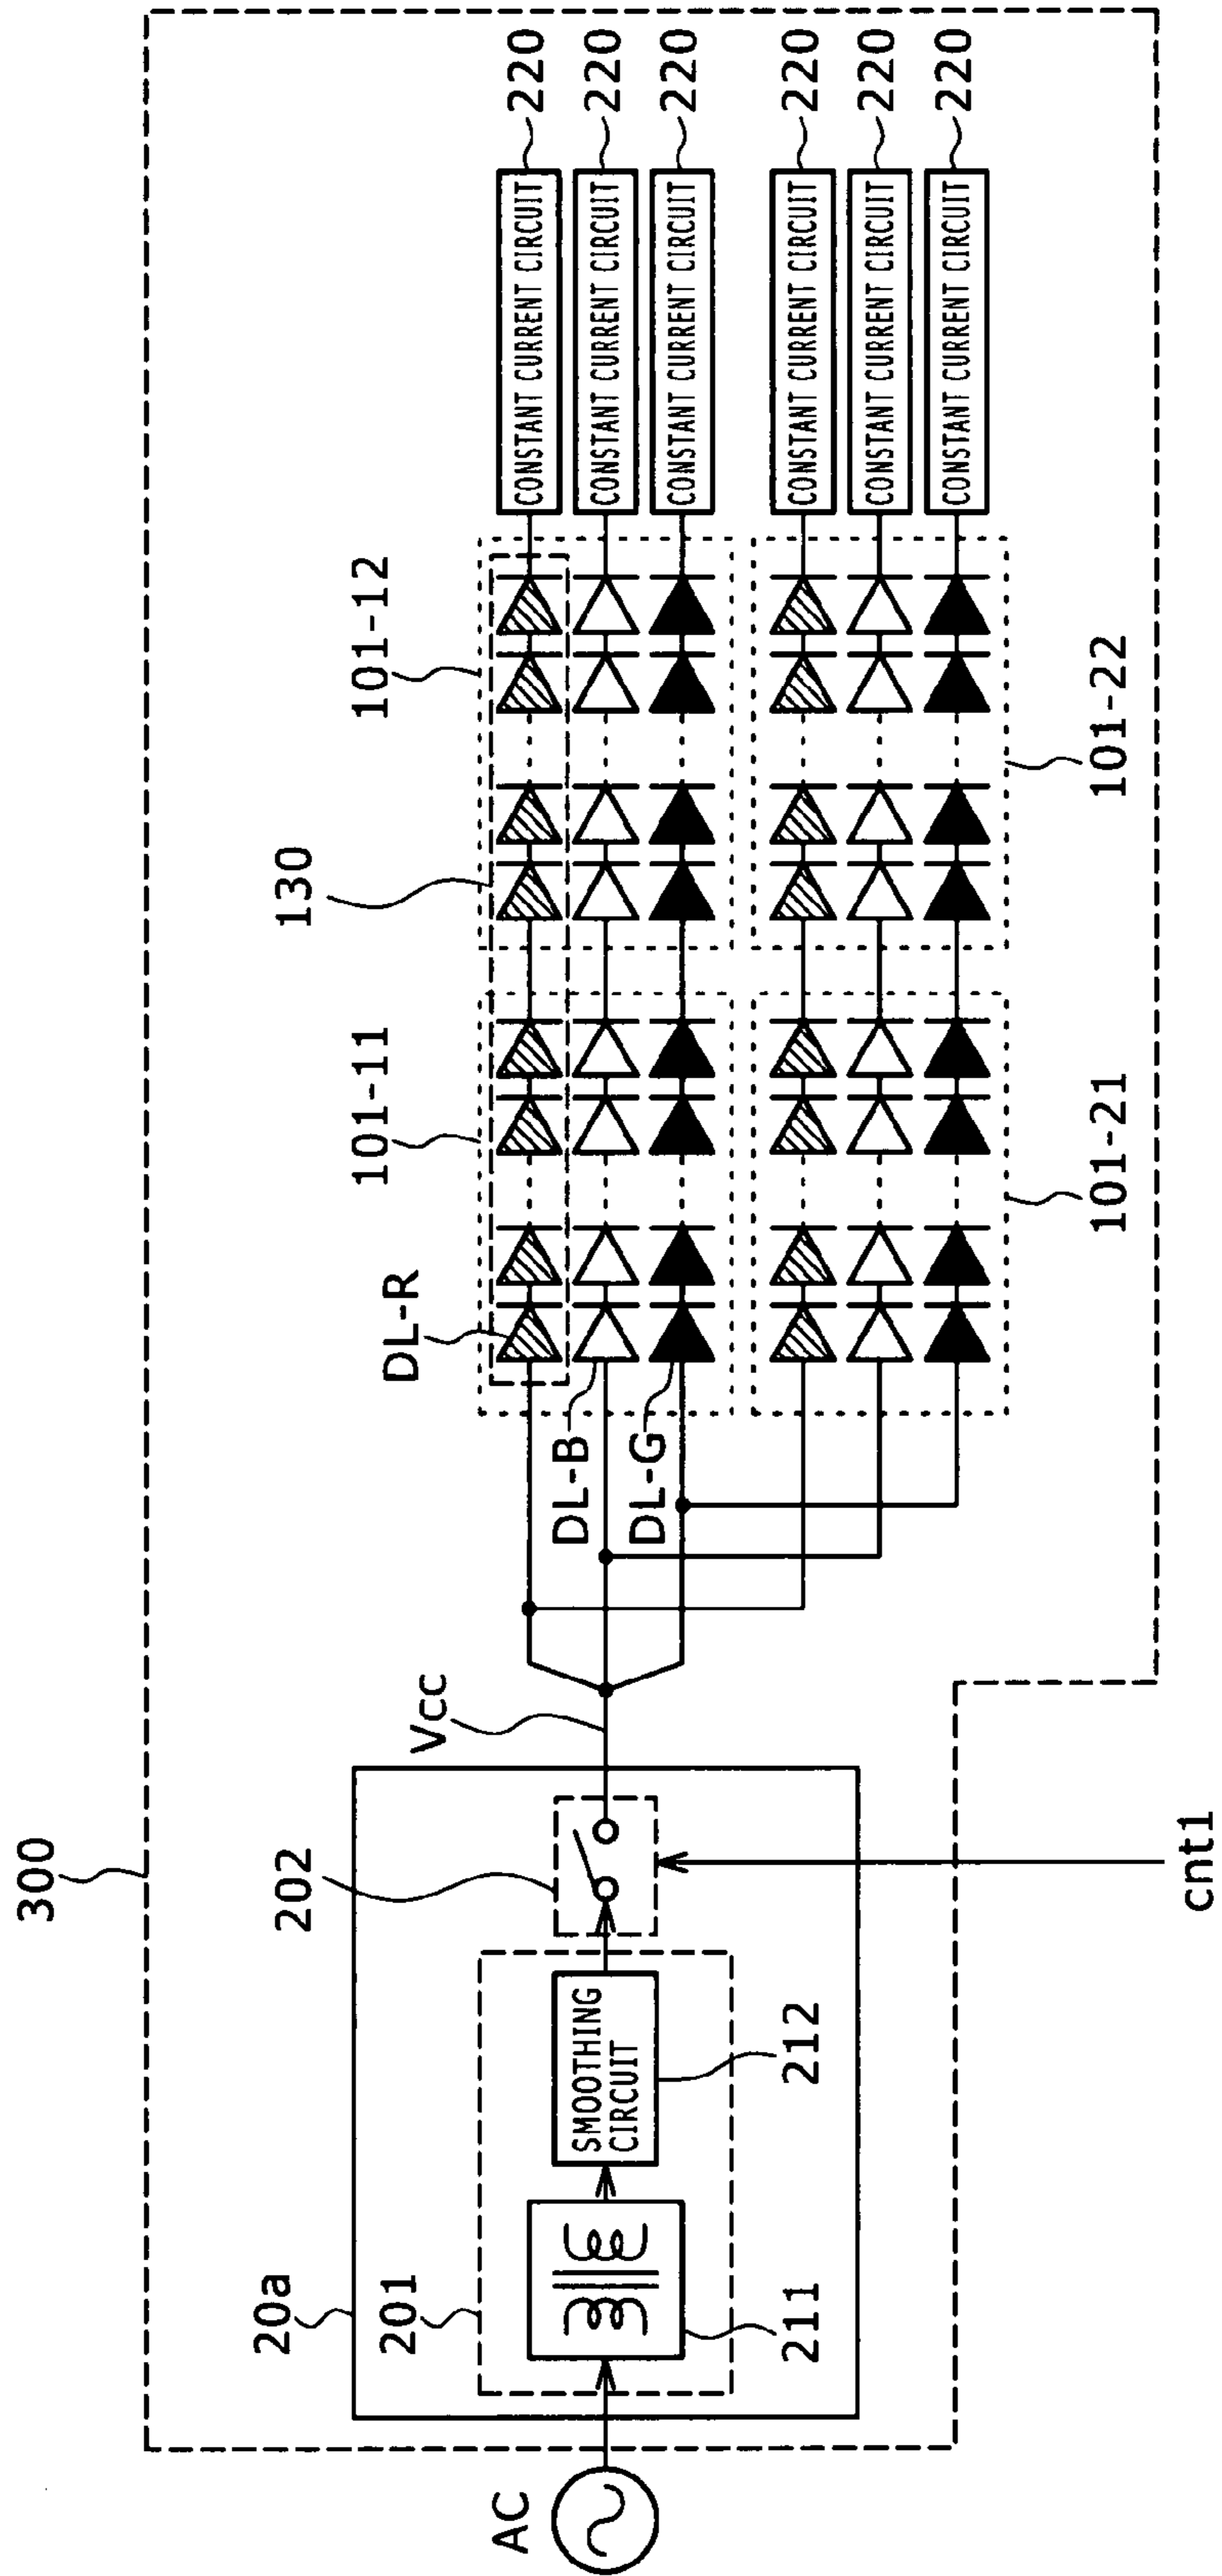 300
20a
201
202
Vcc
AC
211
SMOOTHING
CIRCUIT
212
cnt1
DL-R
DL-B
DL-G
101-11
130
101-12
101-21
101-22
CONSTANT CURRENT CIRCUIT
220
CONSTANT CURRENT CIRCUIT
220
CONSTANT CURRENT CIRCUIT
220
CONSTANT CURRENT CIRCUIT
220
CONSTANT CURRENT CIRCUIT
220
CONSTANT CURRENT CIRCUIT
220